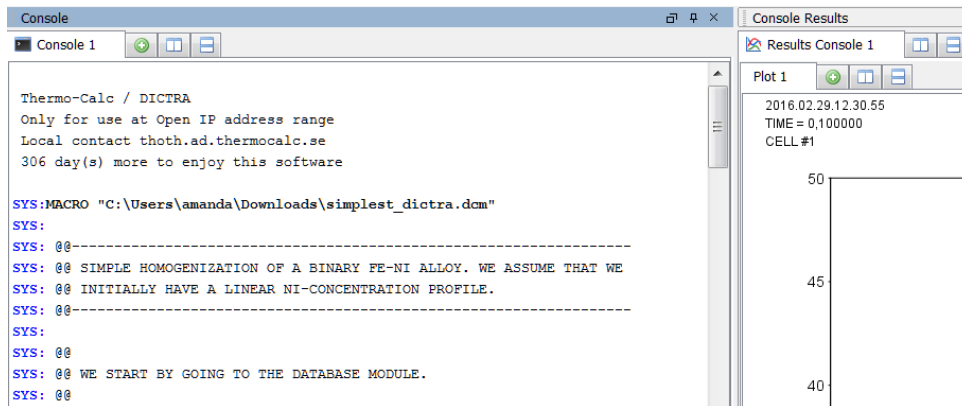 Console
Console 1
Thermo-Calc / DICTRA
Only for use at Open IP address range
Local contact thoth.ad.thermocalc.se
306 day(s) more to enjoy this software
SYS:MACRO "C:\Users\amanda\Downloads\simplest_dictra.dcm"
SYS:
SYS: @@-------------------------------------------------------------------
SYS: @@ SIMPLE HOMOGENIZATION OF A BINARY FE-NI ALLOY. WE ASSUME THAT WE
SYS: @@ INITIALLY HAVE A LINEAR NI-CONCENTRATION PROFILE.
SYS: @@-------------------------------------------------------------------
SYS:
SYS: @@
SYS: @@ WE START BY GOING TO THE DATABASE MODULE.
SYS: @@
Console Results
Results Console 1
Plot 1
2016.02.29.12.30.55
TIME = 0,100000
CELL #1
50
45
40